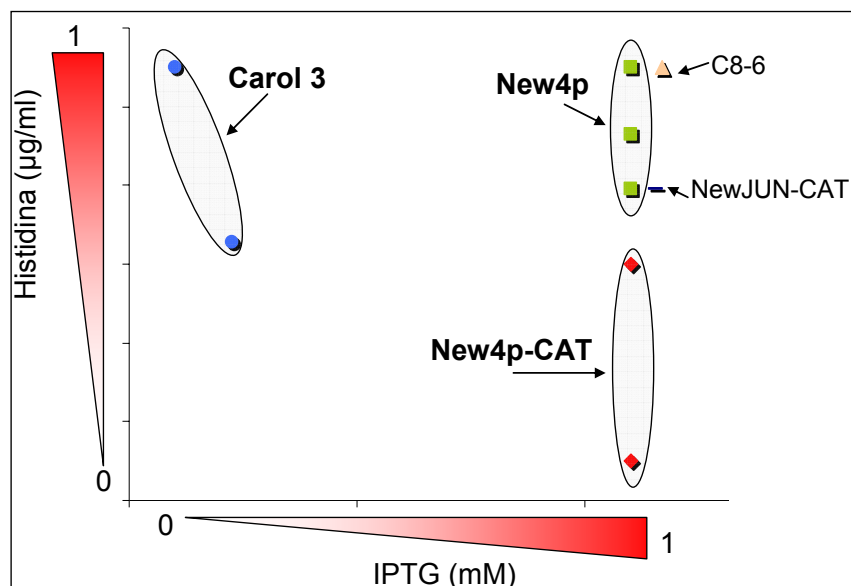 1
Histidina (µg/ml)
0
Carol 3
New4p
C8-6
NewJUN-CAT
New4p-CAT
0
1
IPTG (mM)